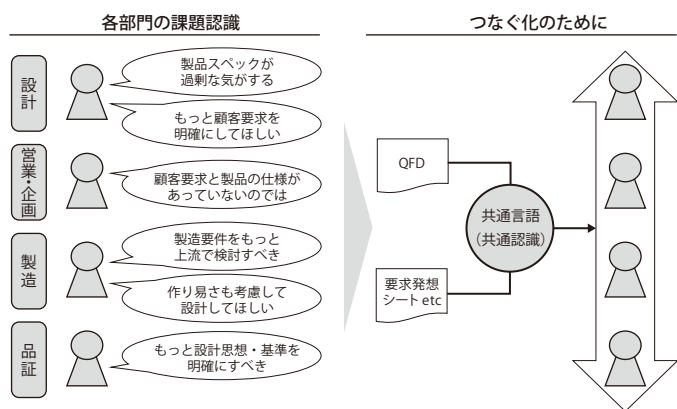 各部門の課題認識
つなぐ化のために
設計
製品スペックが
過剰な気がする
もっと顧客要求を
明確にしてほしい
営業・企画
顧客要求と製品の仕様が
あっていないのでは
製造
製造要件をもっと
上流で検討すべき
作り易さも考慮して
設計してほしい
品証
もっと設計思想・基準を
明確にすべき
QFD
共通言語
（共通認識）
要求発想
シート etc